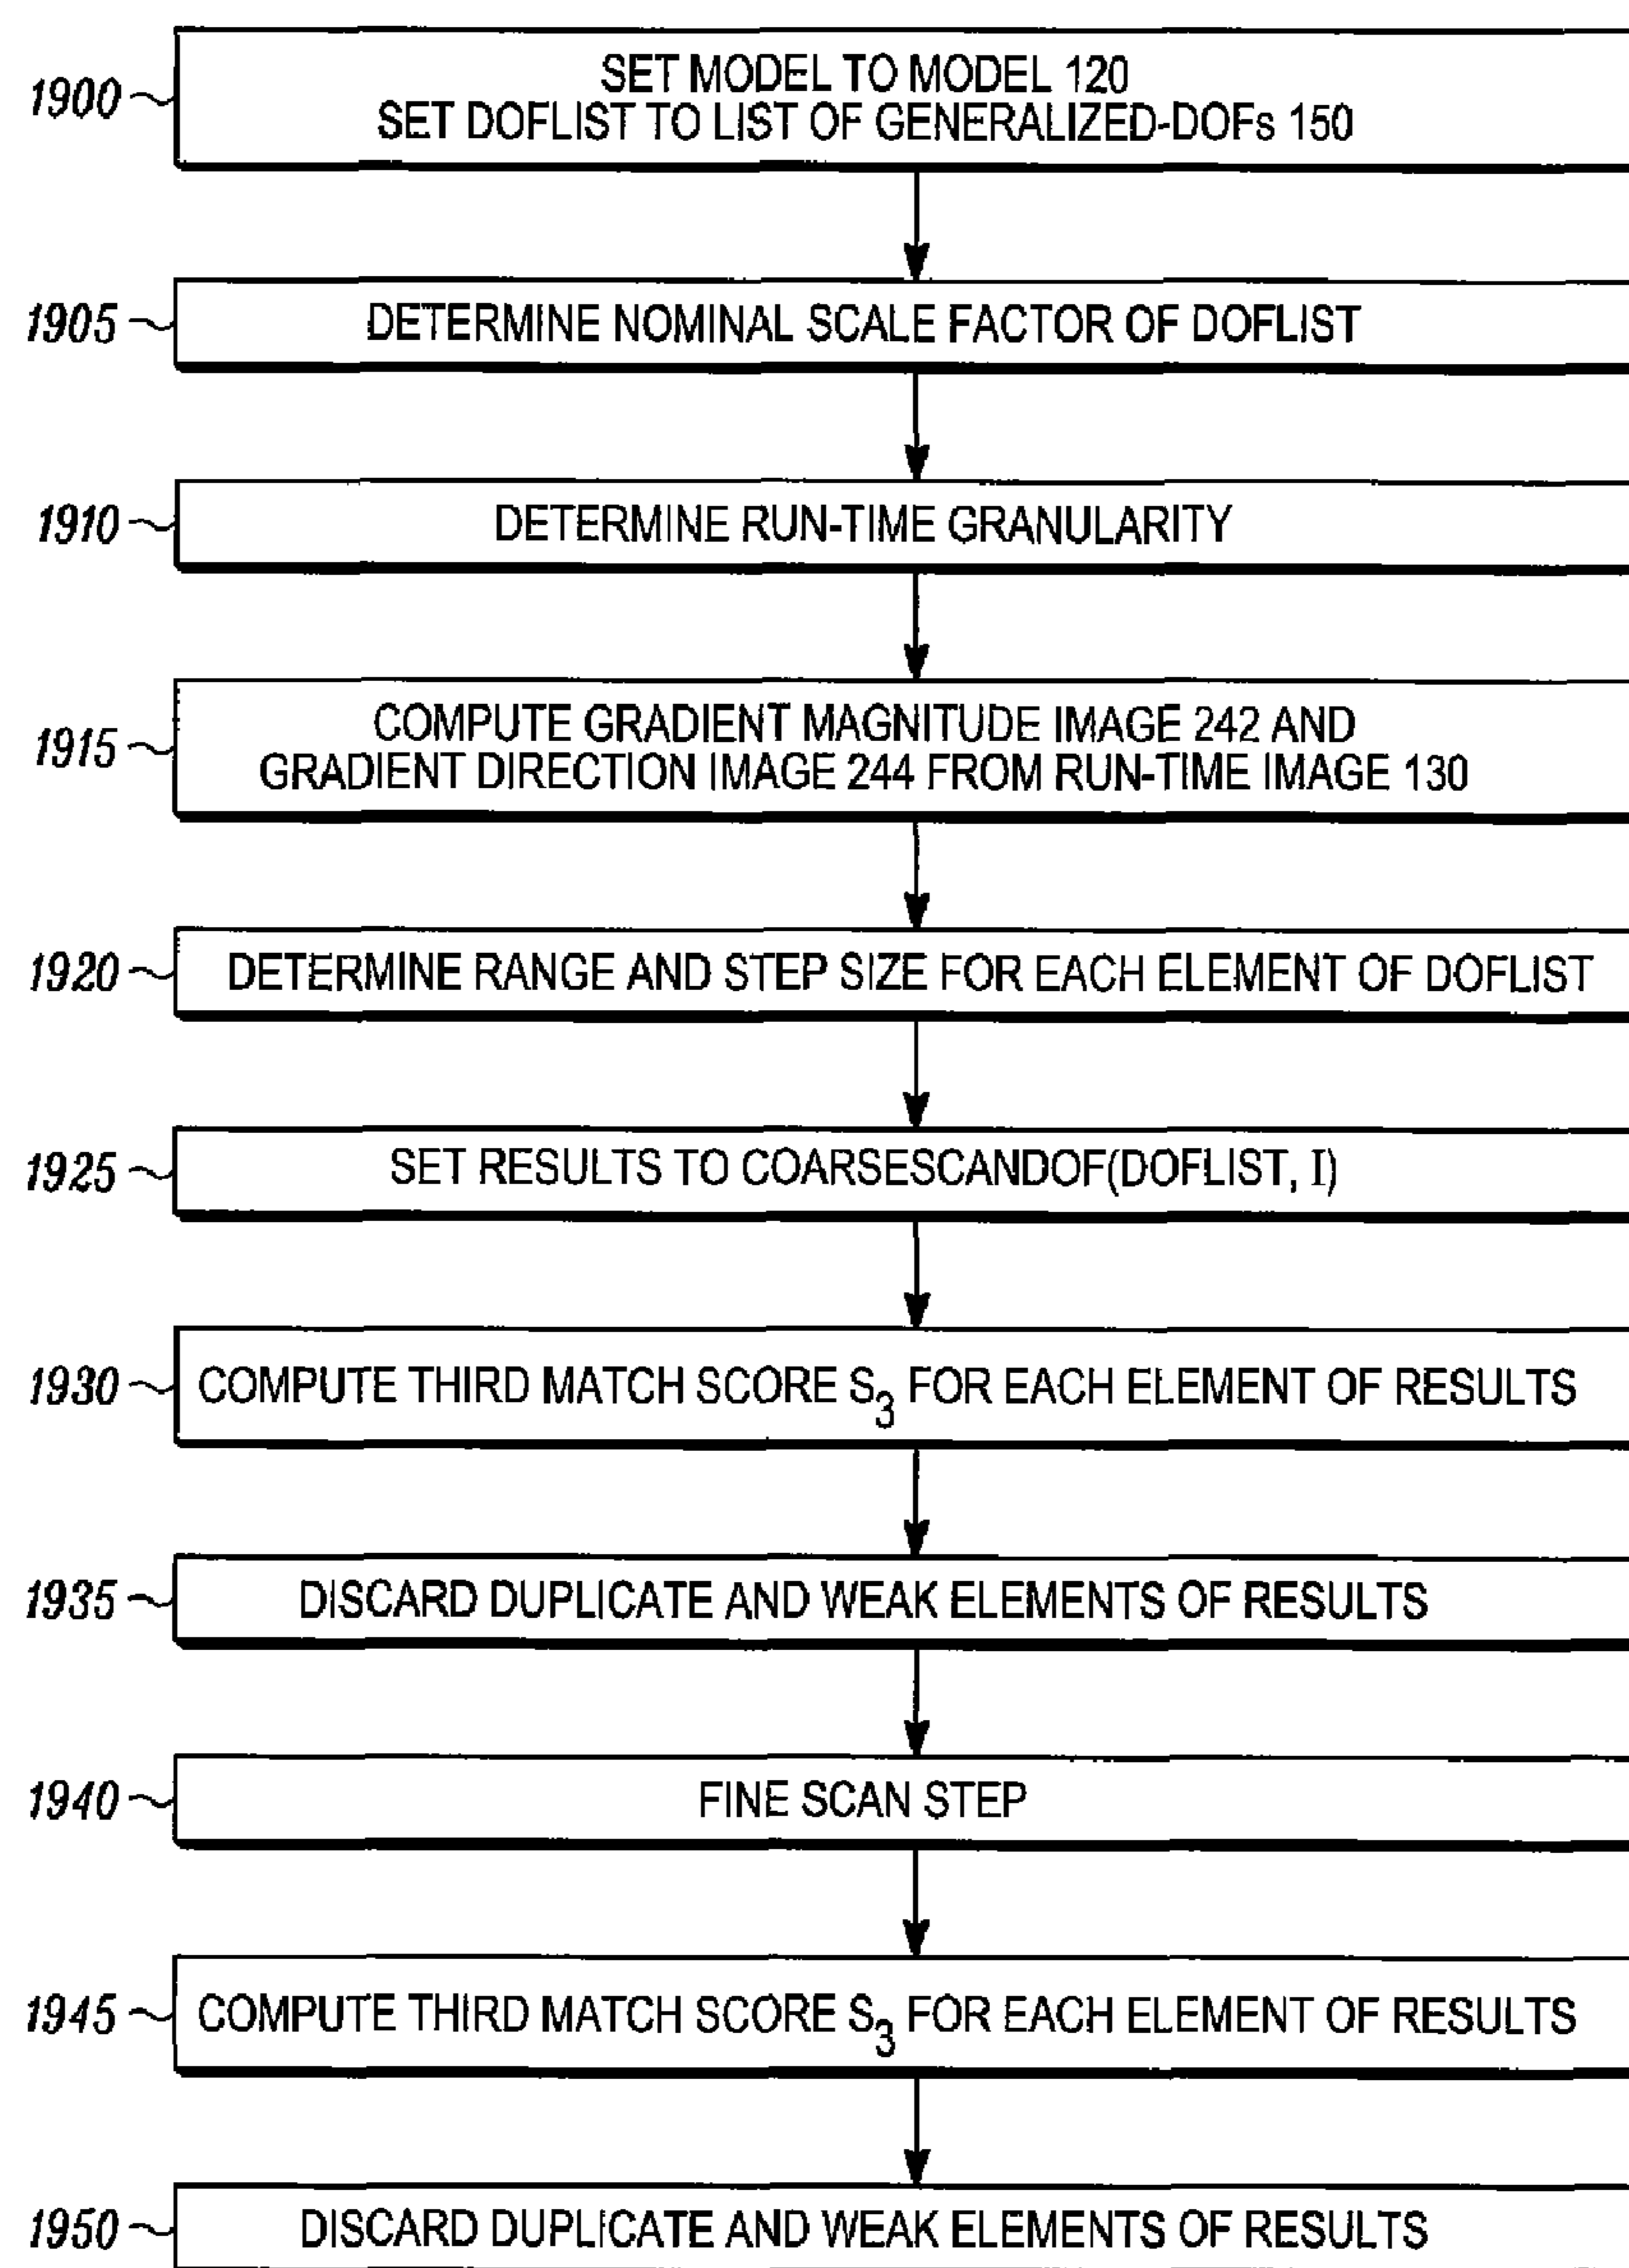 1900
SET MODEL TO MODEL 120
SET DOFLIST TO LIST OF GENERALIZED-DOFs 150
1905
DETERMINE NOMINAL SCALE FACTOR OF DOFLIST
1910
DETERMINE RUN-TIME GRANULARITY
1915
COMPUTE GRADIENT MAGNITUDE IMAGE 242 AND
GRADIENT DIRECTION IMAGE 244 FROM RUN-TIME IMAGE 130
1920
DETERMINE RANGE AND STEP SIZE FOR EACH ELEMENT OF DOFLIST
1925
SET RESULTS TO COARSESCANDOF(DOFLIST, I)
1930
COMPUTE THIRD MATCH SCORE S3 FOR EACH ELEMENT OF RESULTS
1935
DISCARD DUPLICATE AND WEAK ELEMENTS OF RESULTS
1940
FINE SCAN STEP
1945
COMPUTE THIRD MATCH SCORE S3 FOR EACH ELEMENT OF RESULTS
1950
DISCARD DUPLICATE AND WEAK ELEMENTS OF RESULTS